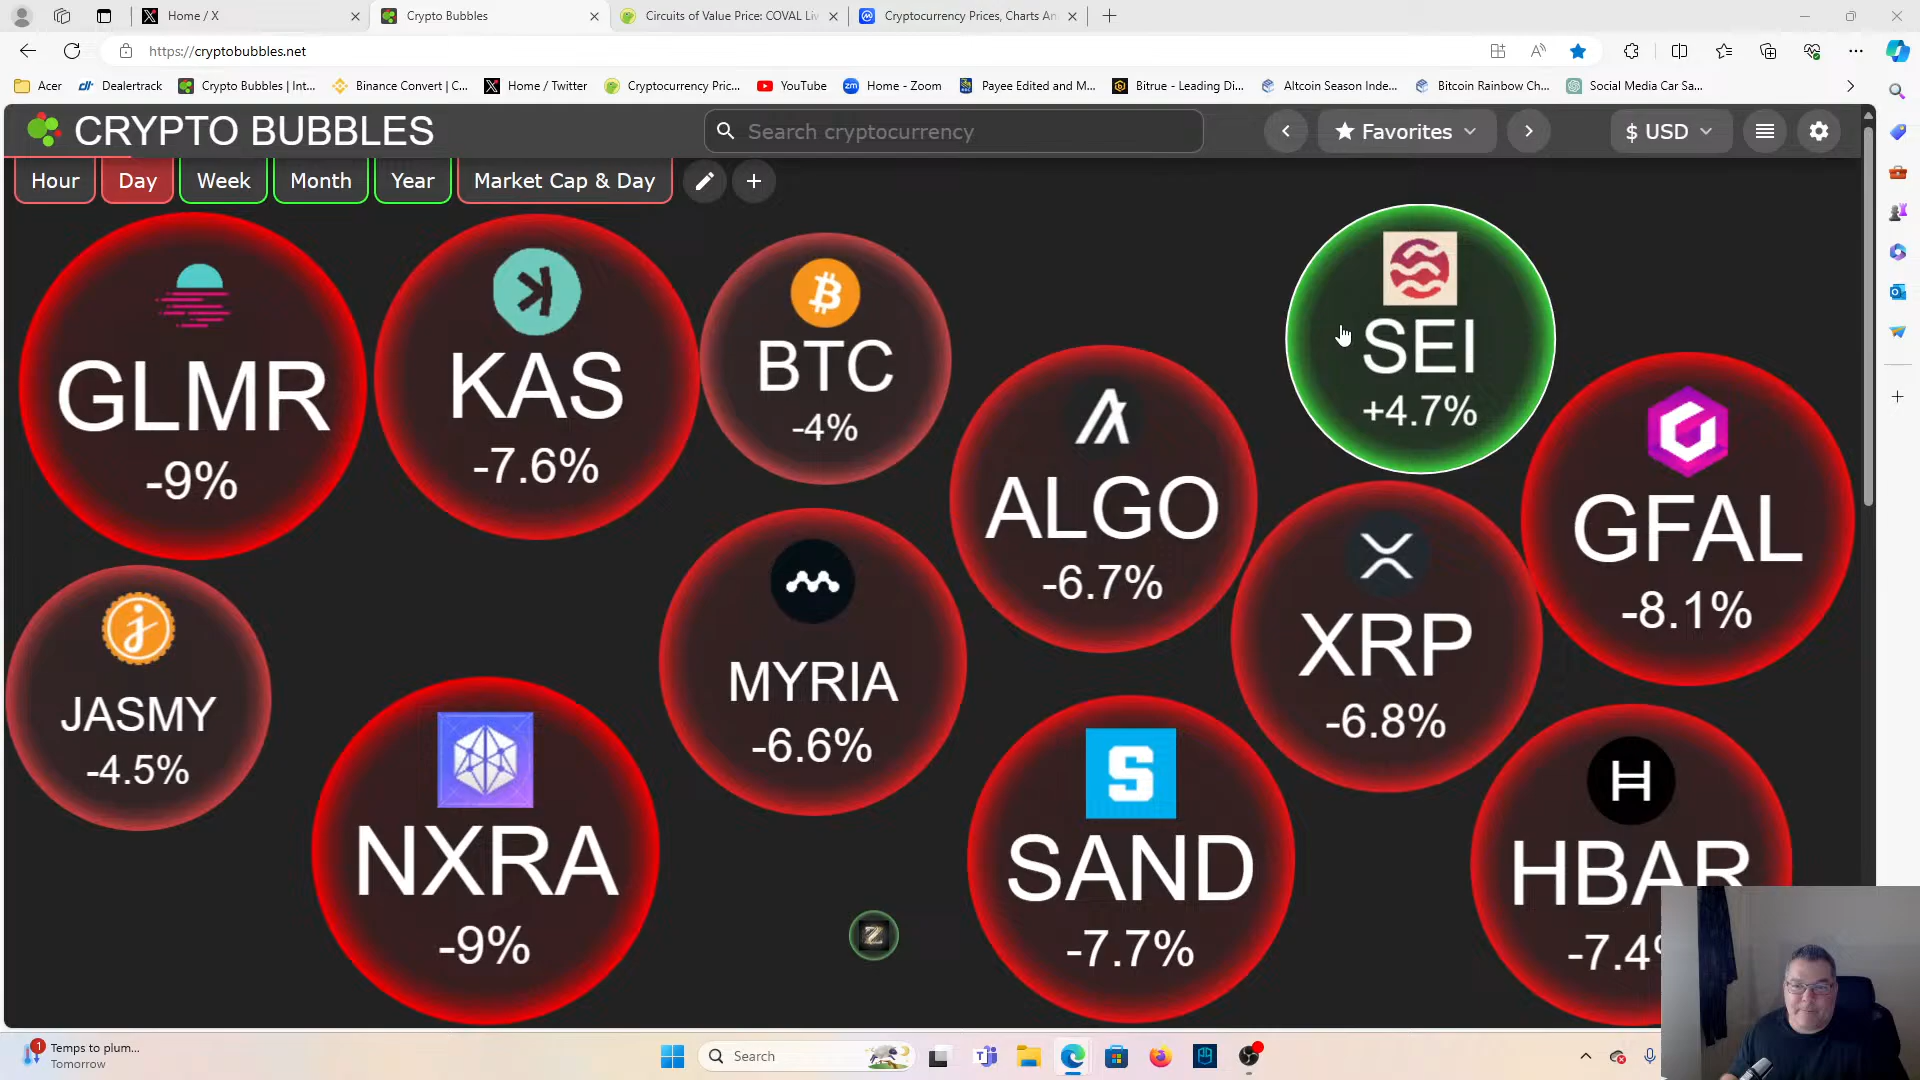 Home / X
Crypto Bubbles
Circuits of Value Price: COVAL Liv
Cryptocurrency Prices, Charts An
https://cryptobubbles.net
Acer
Dealertrack
Crypto Bubbles | Int...
Binance Convert | C...
Home / Twitter
Cryptocurrency Pric...
YouTube
Home - Zoom
Payee Edited and M...
Bitrue - Leading Di...
Altcoin Season Inde...
Bitcoin Rainbow Ch...
Social Media Car Sa...
CRYPTO BUBBLES
Search cryptocurrency
Favorites
$ USD
Hour
Day
Week
Month
Year
Market Cap & Day
GLMR
-9%
KAS
-7.6%
BTC
-4%
ALGO
-6.7%
SEI
+4.7%
GFAL
-8.1%
JASMY
-4.5%
MYRIA
-6.6%
XRP
-6.8%
NXRA
-9%
SAND
-7.7%
HBAR
-7.4
1
Temps to plum...
Tomorrow
Search